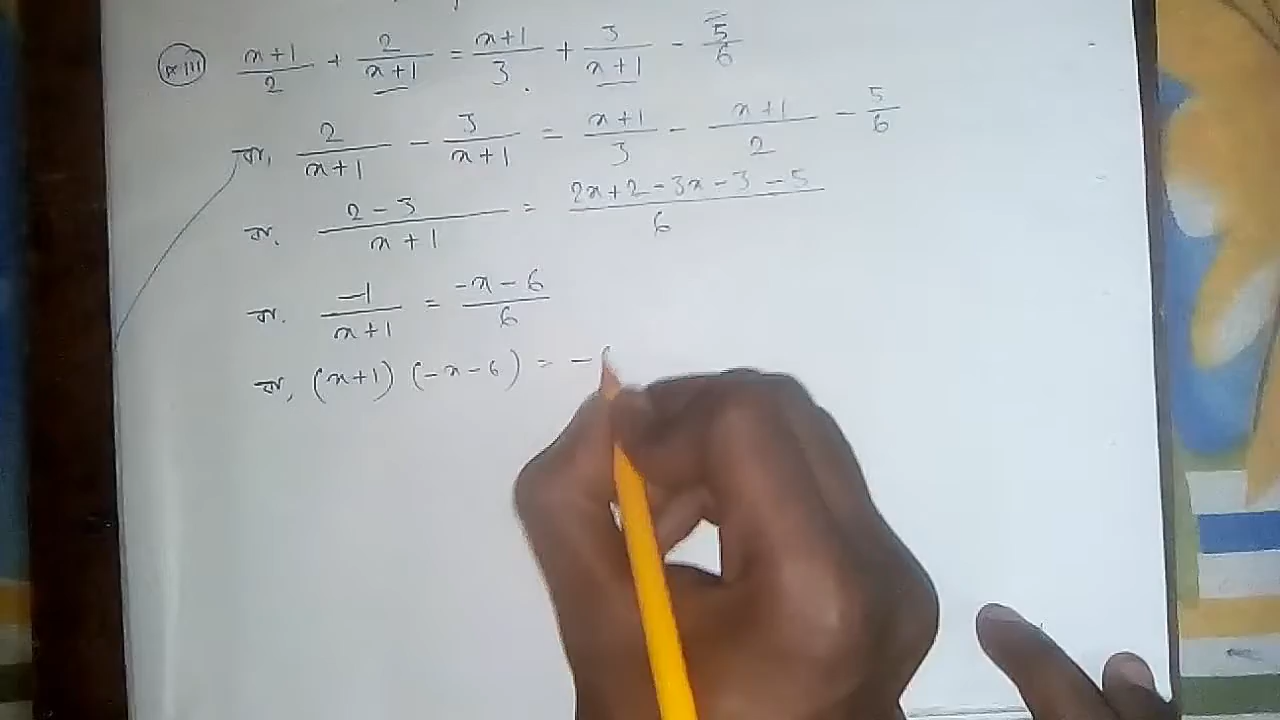 (xiii) x+1/2 + 2/x+1 = x+1/3 + 3/x+1 - 5/6
বা, 2/x+1 - 3/x+1 = x+1/3 - x+1/2 - 5/6
বা, 2-3/x+1 = 2x+2-3x-3-5/6
বা, -1/x+1 = -x-6/6
বা, (x+1) (-x-6) = -6